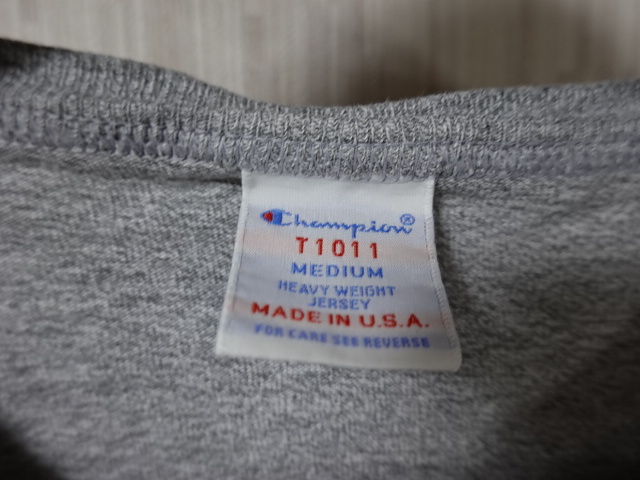 Champion®
T1011
MEDIUM
HEAVY WEIGHT
JERSEY
MADE IN U.S.A.
FOR CARE SEE REVERSE